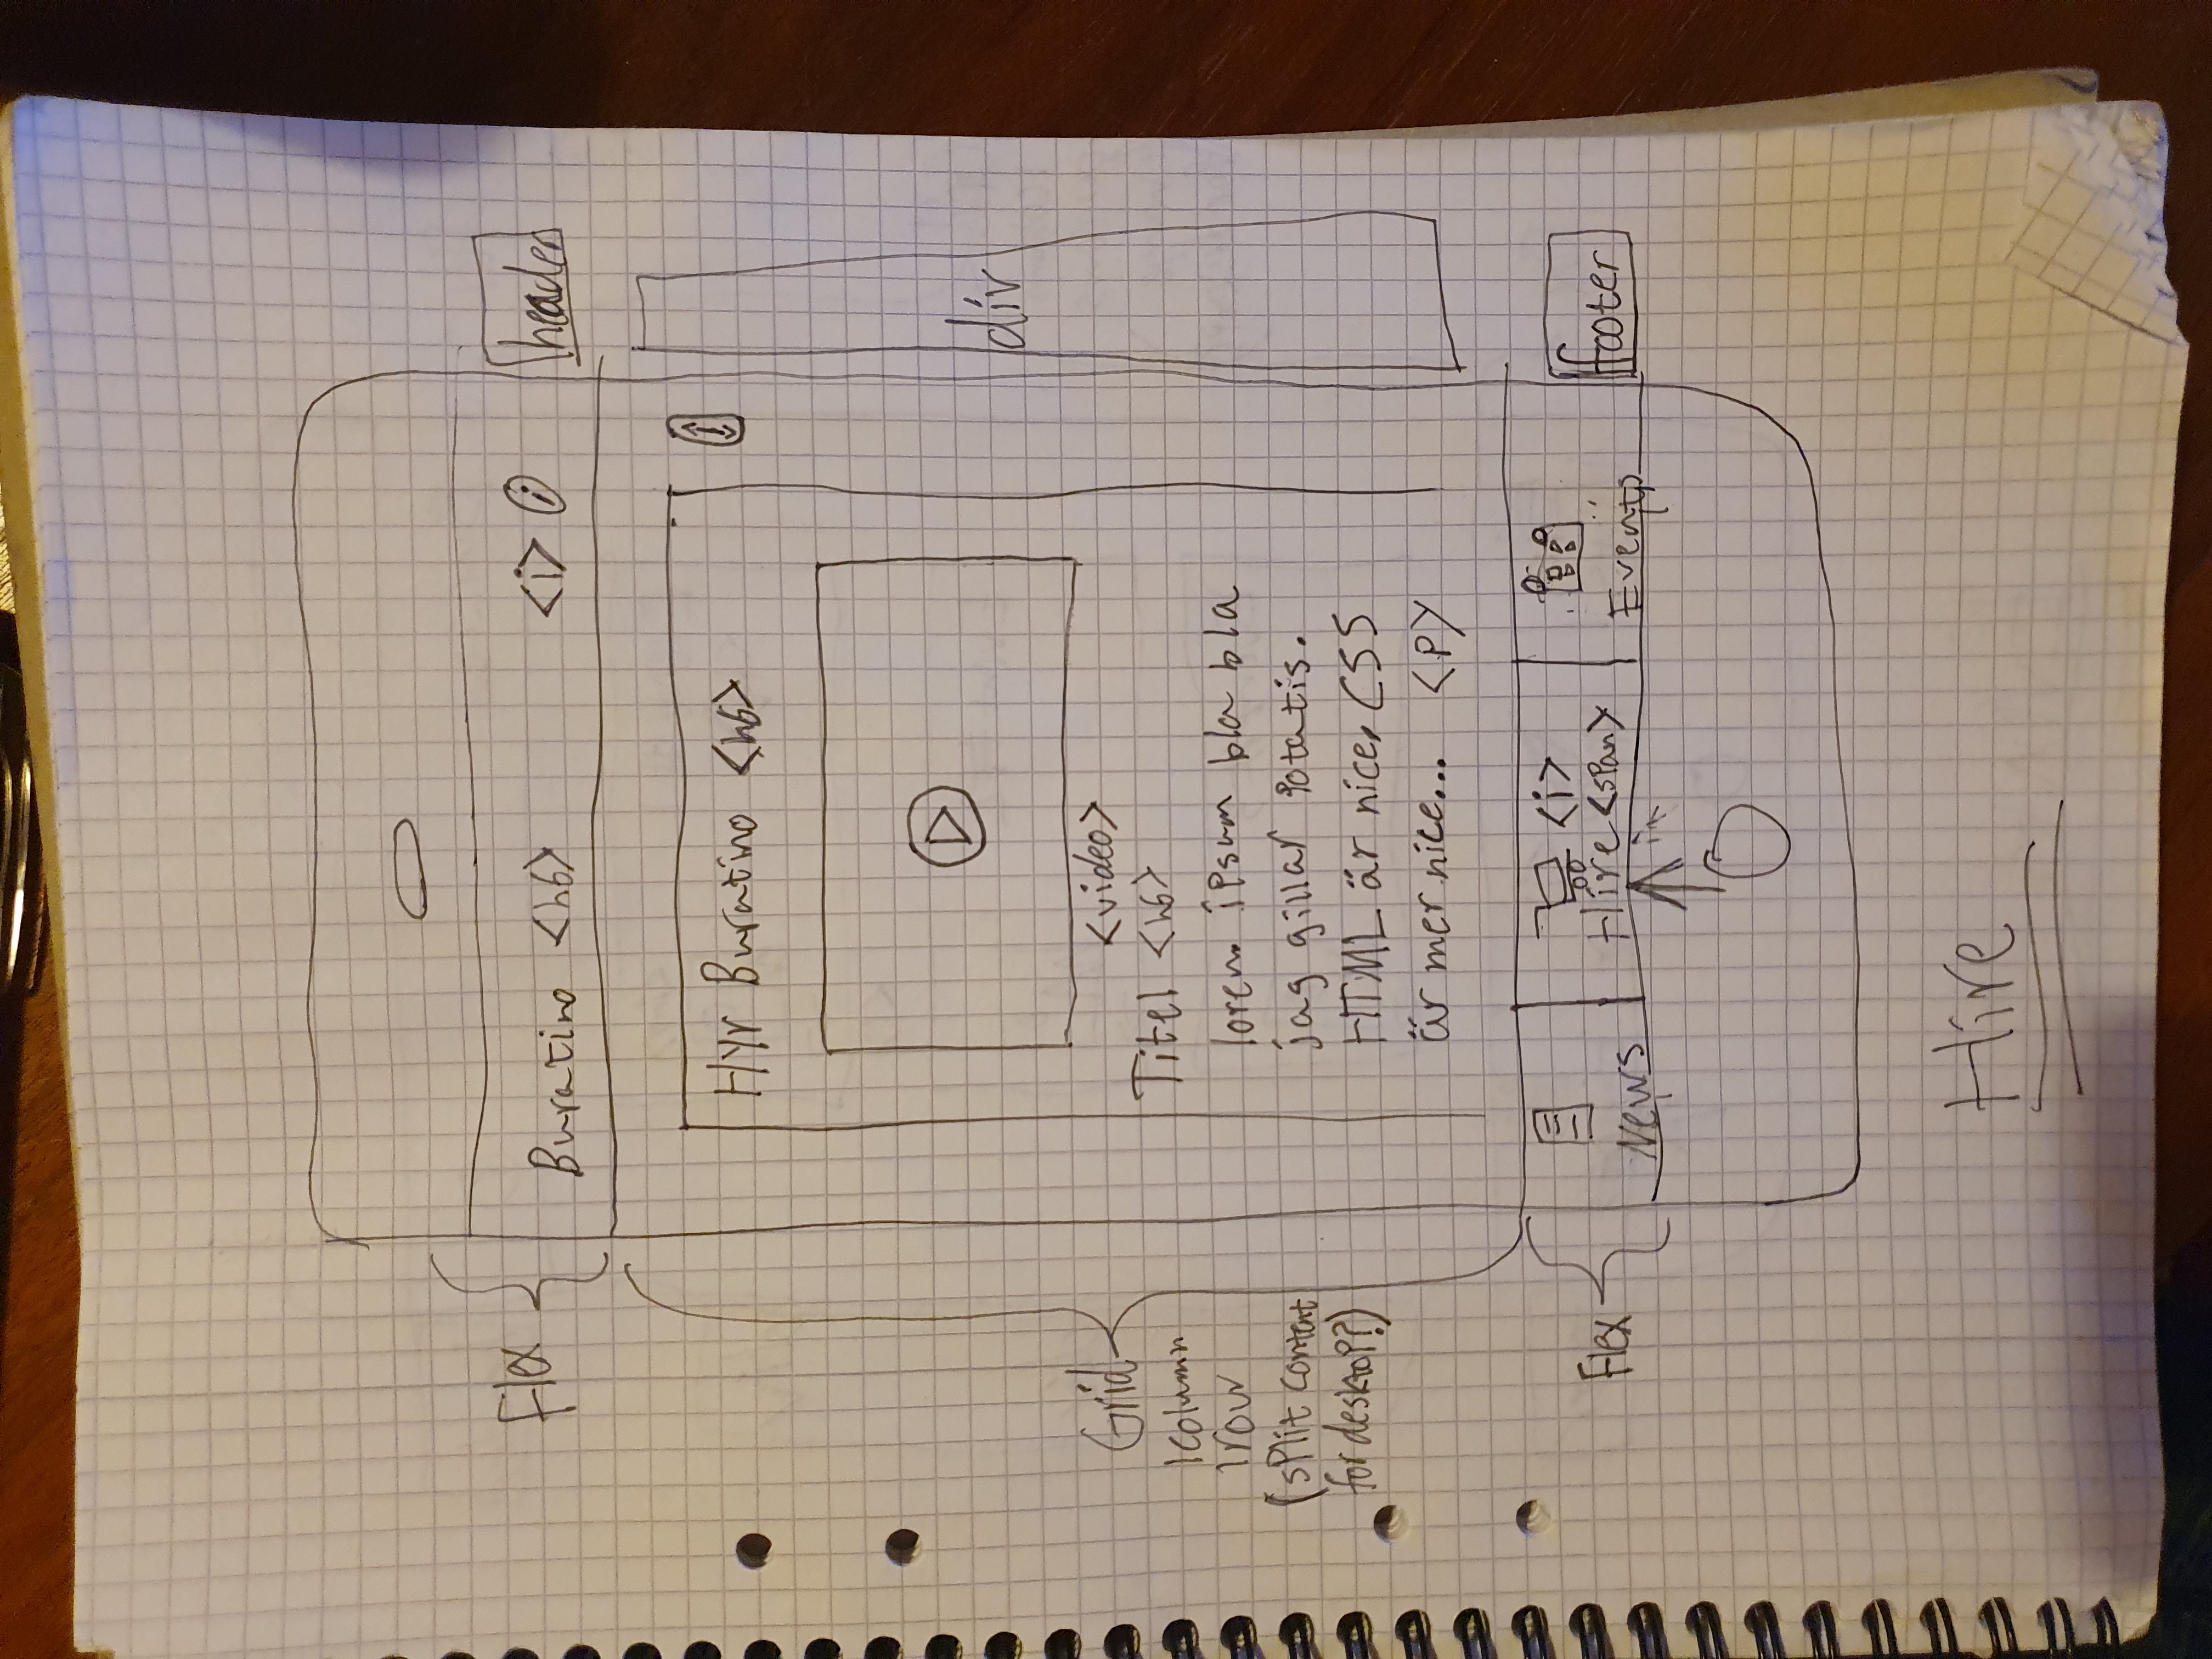 Flex
Buratino <h6>
<i> i
header
Hyr Buratino <h6>
<video>
Titel <h6>
lorem ipsum bla bla
jag gillar potatis.
HTML är nice, CSS
är mer nice... <p>
div
Grid
1column
1row
(split content
for desktop?)
Flex
News
<i>
Hire <span>
Events
footer
Hire